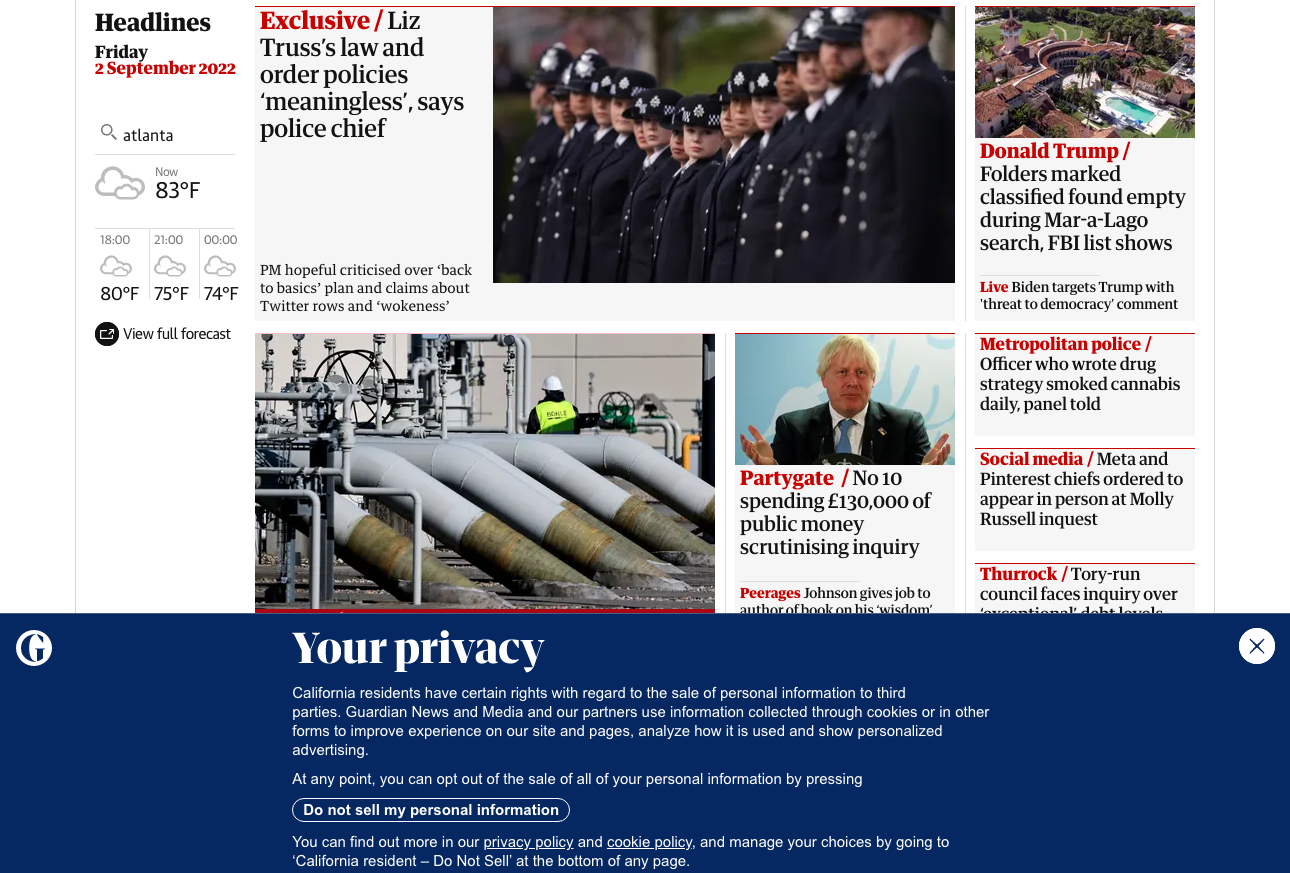 Headlines
Friday
2 September 2022
atlanta
Now
83°F
18:00
80°F
21:00
75°F
00:00
74°F
View full forecast
Exclusive / Liz
Truss’s law and
order policies
‘meaningless’, says
police chief
PM hopeful criticised over ‘back
to basics’ plan and claims about
Twitter rows and ‘wokeness’
Donald Trump /
Folders marked
classified found empty
during Mar-a-Lago
search, FBI list shows
Live Biden targets Trump with
'threat to democracy' comment
Partygate / No 10
spending £130,000 of
public money
scrutinising inquiry
Peerages Johnson gives job to
author of book on his ‘wisdom’
Metropolitan police /
Officer who wrote drug
strategy smoked cannabis
daily, panel told
Social media / Meta and
Pinterest chiefs ordered to
appear in person at Molly
Russell inquest
Thurrock / Tory-run
council faces inquiry over
‘exceptional’ debt levels
Your privacy
California residents have certain rights with regard to the sale of personal information to third
parties. Guardian News and Media and our partners use information collected through cookies or in other
forms to improve experience on our site and pages, analyze how it is used and show personalized
advertising.
At any point, you can opt out of the sale of all of your personal information by pressing
Do not sell my personal information
You can find out more in our privacy policy and cookie policy, and manage your choices by going to
‘California resident – Do Not Sell’ at the bottom of any page.